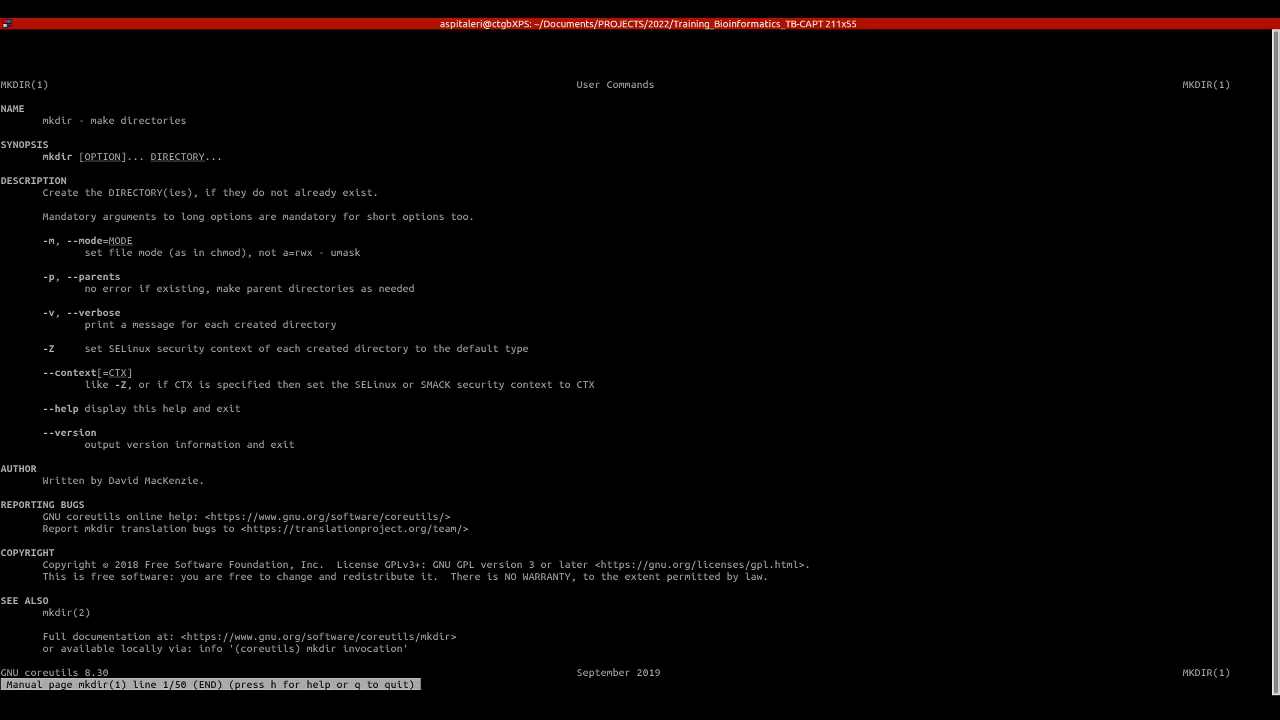 aspitaleri@ctgbXPS: ~/Documents/PROJECTS/2022/Training_Bioinformatics_TB-CAPT 211x55
MKDIR(1) User Commands MKDIR(1)
NAME
mkdir - make directories
SYNOPSIS
mkdir [OPTION]... DIRECTORY...
DESCRIPTION
Create the DIRECTORY(ies), if they do not already exist.
Mandatory arguments to long options are mandatory for short options too.
-m, --mode=MODE
set file mode (as in chmod), not a=rwx - umask
-p, --parents
no error if existing, make parent directories as needed
-v, --verbose
print a message for each created directory
-Z set SELinux security context of each created directory to the default type
--context[=CTX]
like -Z, or if CTX is specified then set the SELinux or SMACK security context to CTX
--help display this help and exit
--version
output version information and exit
AUTHOR
Written by David MacKenzie.
REPORTING BUGS
GNU coreutils online help: <https://www.gnu.org/software/coreutils/>
Report mkdir translation bugs to <https://translationproject.org/team/>
COPYRIGHT
Copyright © 2018 Free Software Foundation, Inc. License GPLv3+: GNU GPL version 3 or later <https://gnu.org/licenses/gpl.html>.
This is free software: you are free to change and redistribute it. There is NO WARRANTY, to the extent permitted by law.
SEE ALSO
mkdir(2)
Full documentation at: <https://www.gnu.org/software/coreutils/mkdir>
or available locally via: info '(coreutils) mkdir invocation'
GNU coreutils 8.30 September 2019 MKDIR(1)
Manual page mkdir(1) line 1/50 (END) (press h for help or q to quit)